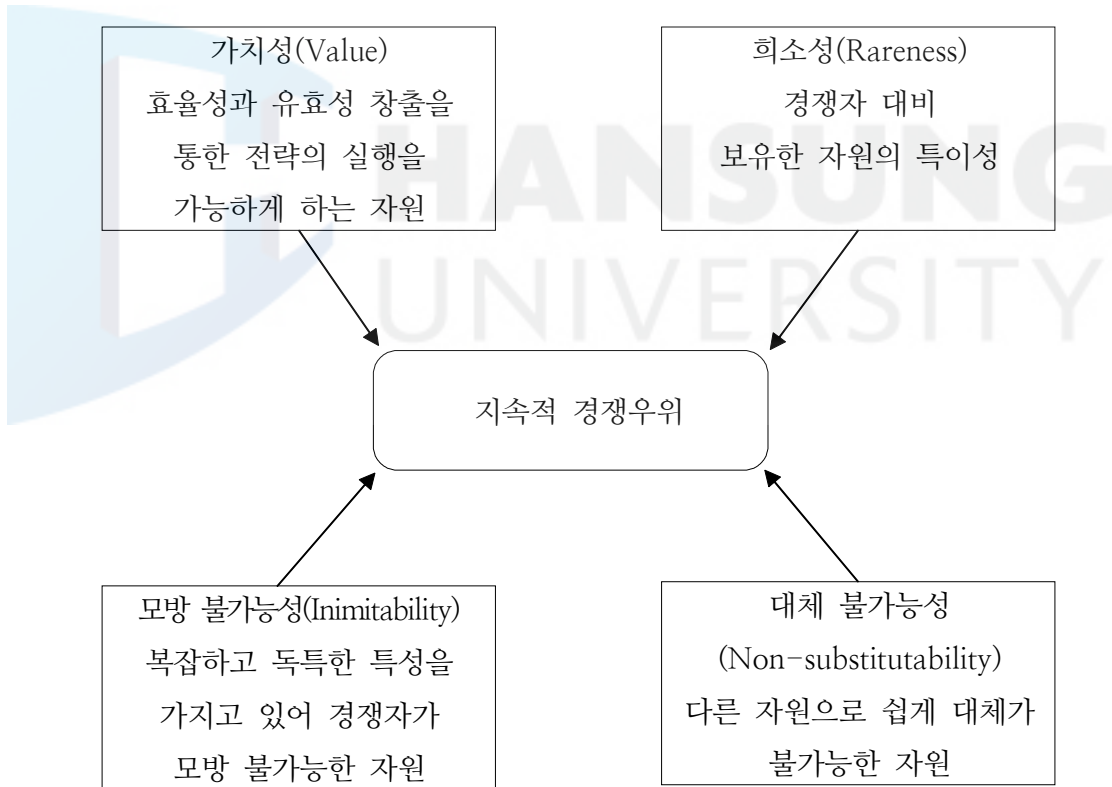 가치성(Value)
효율성과 유효성 창출을
통한 전략의 실행을
가능하게 하는 자원
희소성(Rareness)
경쟁자 대비
보유한 자원의 특이성
HANSUNG
UNIVERSITY
지속적 경쟁우위
모방 불가능성(Inimitability)
복잡하고 독특한 특성을
가지고 있어 경쟁자가
모방 불가능한 자원
대체 불가능성
(Non-substitutability)
다른 자원으로 쉽게 대체가
불가능한 자원